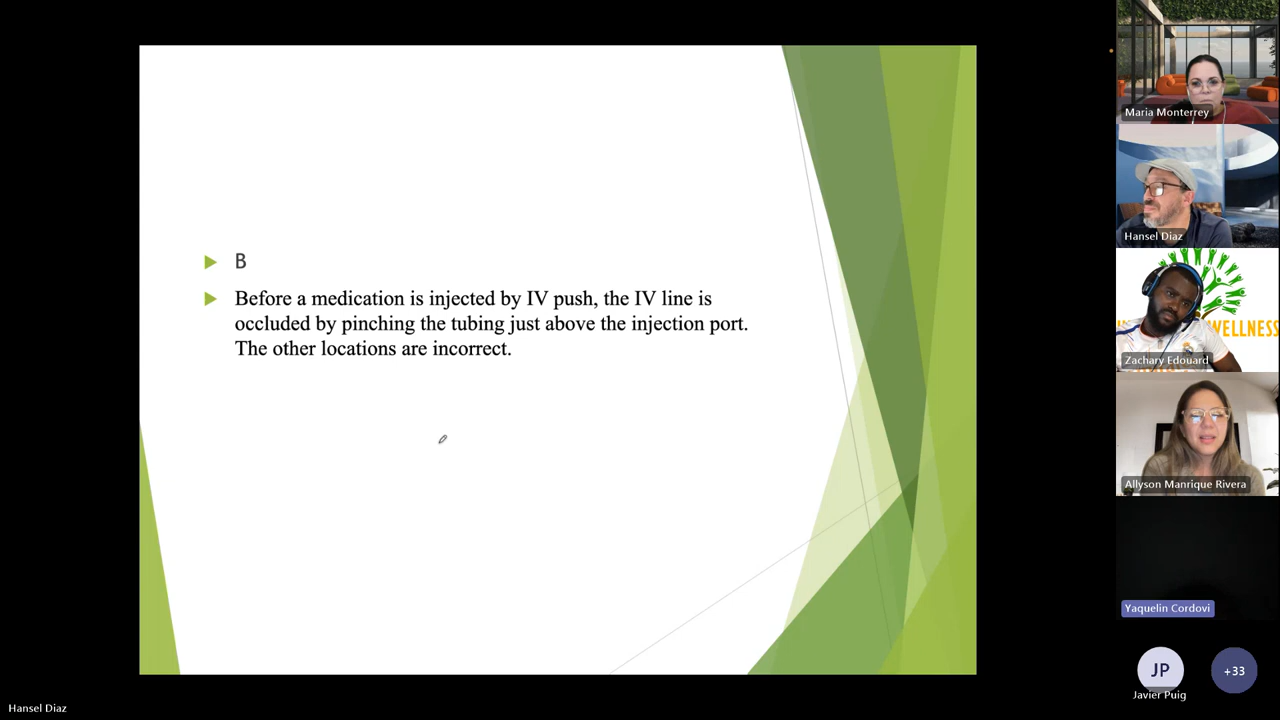 B
Before a medication is injected by IV push, the IV line is
occluded by pinching the tubing just above the injection port.
The other locations are incorrect.
Maria Monterrey
Hansel Diaz
WELLNESS
Zachary Edouard
Allyson Manrique Rivera
Yaquelin Cordovi
JP
Javier Puig
+33
Hansel Diaz